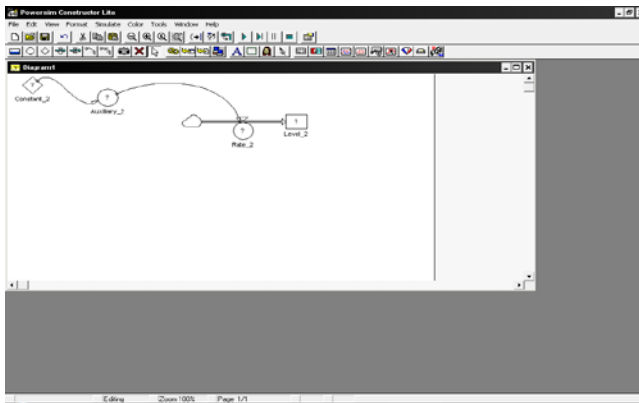 Powersim Constructor Lite
File Edit View Format Simulate Color Tools Window Help
Diagram1
?
Constant_2
?
Auxiliary_2
?
Rate_2
?
Level_2
Editing Zoom 100% Page 1/1